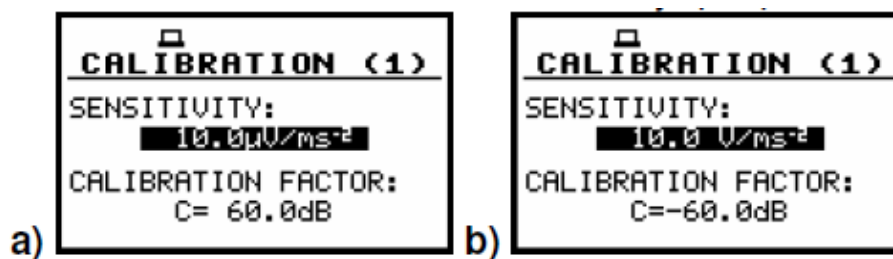 CALIBRATION (1)
SENSITIVITY:
10.0µV/ms⁻²
CALIBRATION FACTOR:
C= 60.0dB
a)
CALIBRATION (1)
SENSITIVITY:
10.0 V/ms⁻²
CALIBRATION FACTOR:
C=-60.0dB
b)